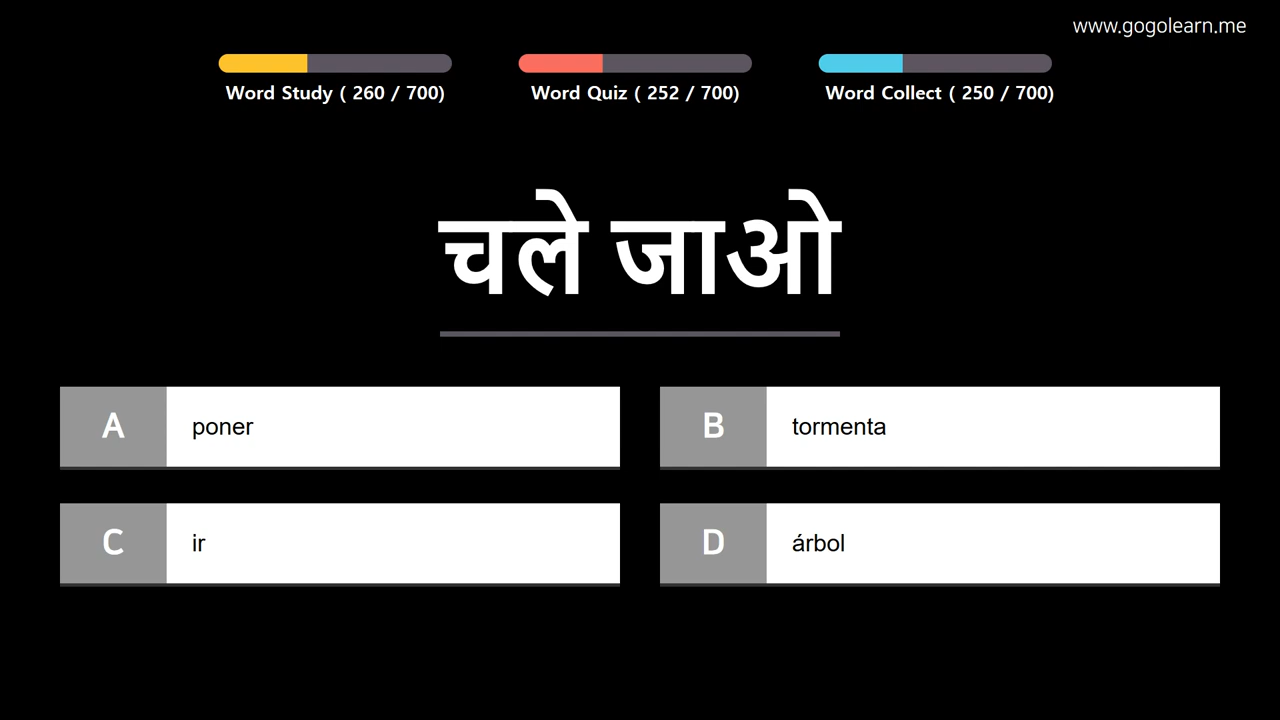 www.gogolearn.me
Word Study ( 260 / 700)
Word Quiz ( 252 / 700)
Word Collect ( 250 / 700)
चले जाओ
A poner
B tormenta
C ir
D árbol